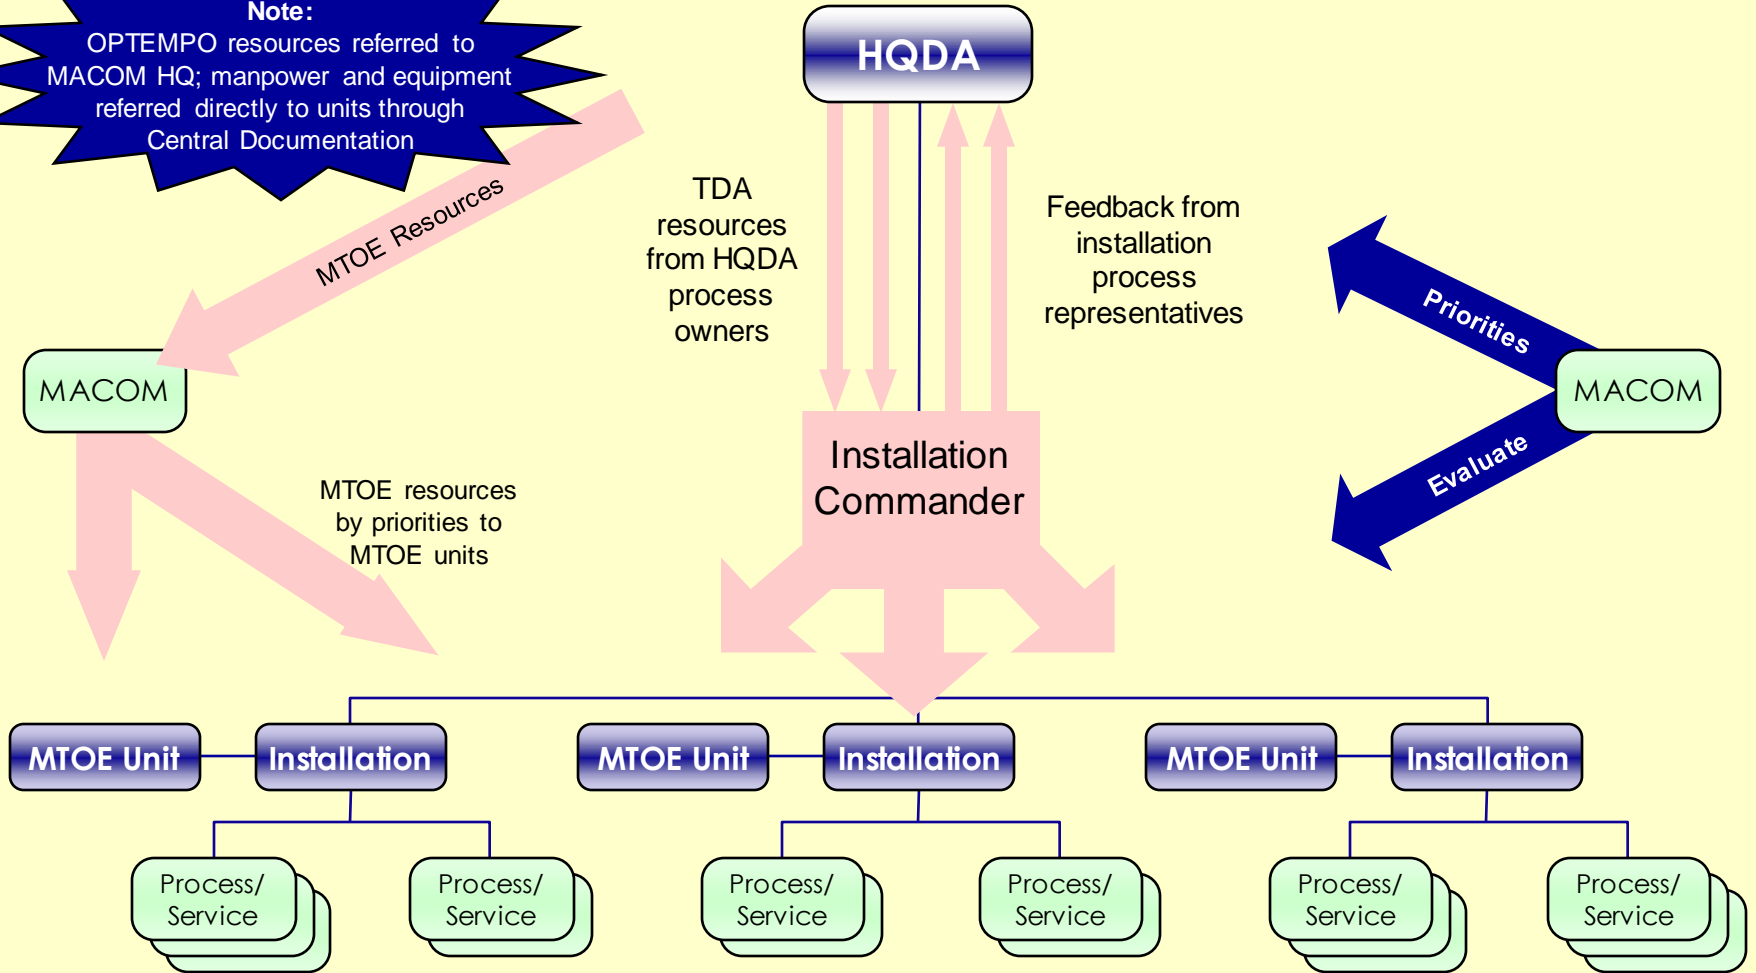 Note:
OPTEMPO resources referred to
MACOM HQ; manpower and equipment
referred directly to units through
Central Documentation
HQDA
MTOE Resources
TDA
resources
from HQDA
process
owners
Feedback from
installation
process
representatives
Priorities
Evaluate
MACOM
MACOM
MTOE resources
by priorities to
MTOE units
Installation
Commander
MTOE Unit
Installation
MTOE Unit
Installation
MTOE Unit
Installation
Process/
Service
Process/
Service
Process/
Service
Process/
Service
Process/
Service
Process/
Service